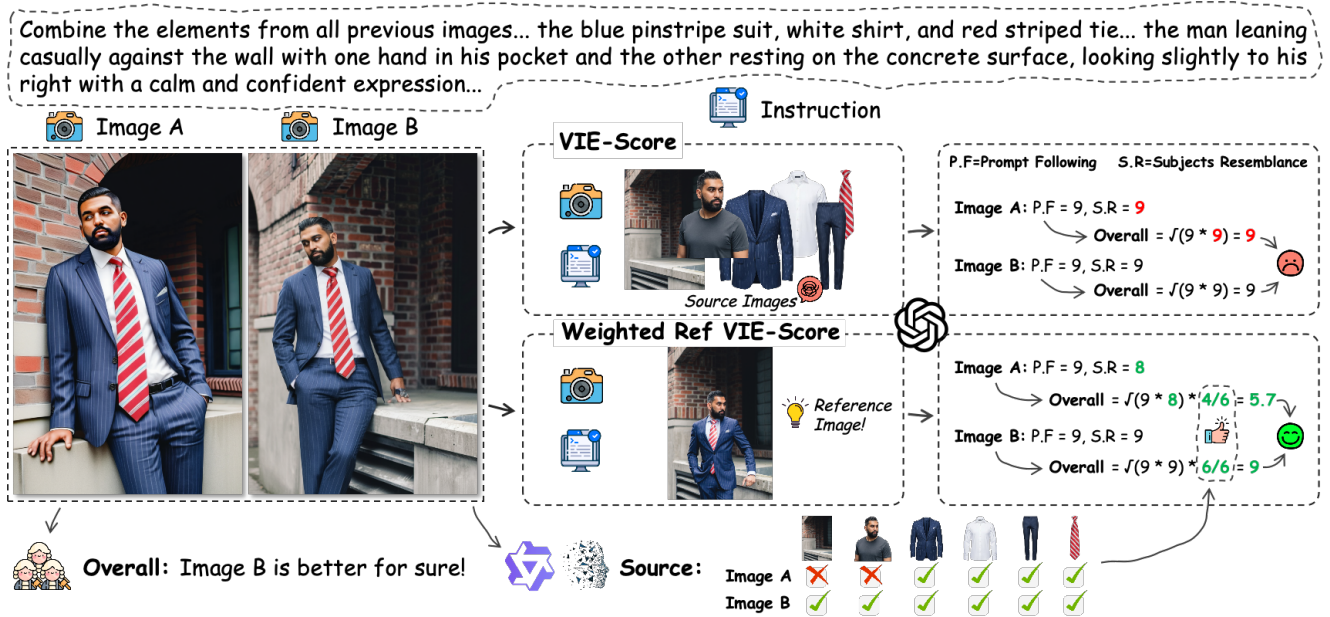 Combine the elements from all previous images... the blue pinstripe suit, white shirt, and red striped tie... the man leaning
casually against the wall with one hand in his pocket and the other resting on the concrete surface, looking slightly to his
right with a calm and confident expression...
Instruction
Image A
Image B
VIE-Score
Source Images
Weighted Ref VIE-Score
Reference
Image!
P.F=Prompt Following S.R=Subjects Resemblance
Image A: P.F = 9, S.R = 9
Overall = √(9 * 9) = 9
Image B: P.F = 9, S.R = 9
Overall = √(9 * 9) = 9
Image A: P.F = 9, S.R = 8
Overall = √(9 * 8) * 4/6 = 5.7
Image B: P.F = 9, S.R = 9
Overall = √(9 * 9) * 6/6 = 9
Overall: Image B is better for sure!
Source:
Image A
Image B